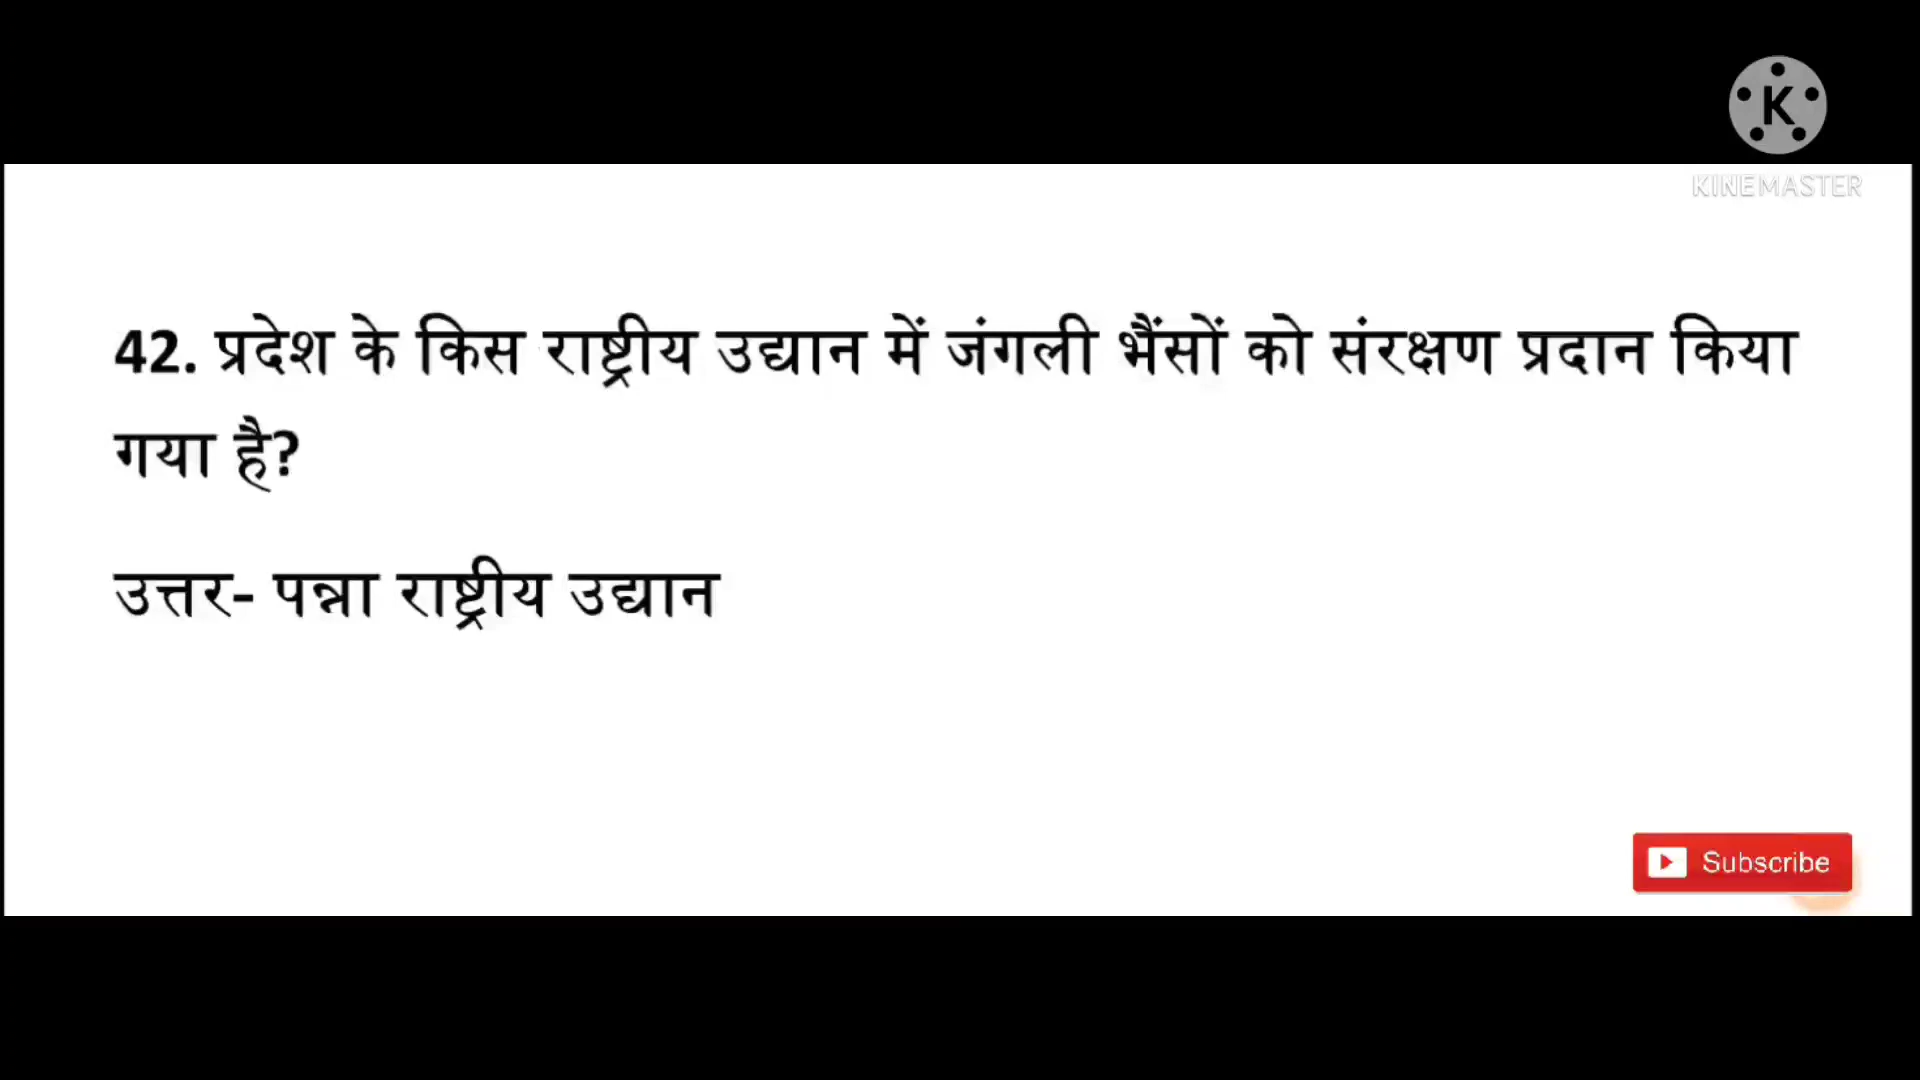 KINEMASTER
42. प्रदेश के किस राष्ट्रीय उद्यान में जंगली भैंसों को संरक्षण प्रदान किया
गया है?
उत्तर- पन्ना राष्ट्रीय उद्यान
Subscribe